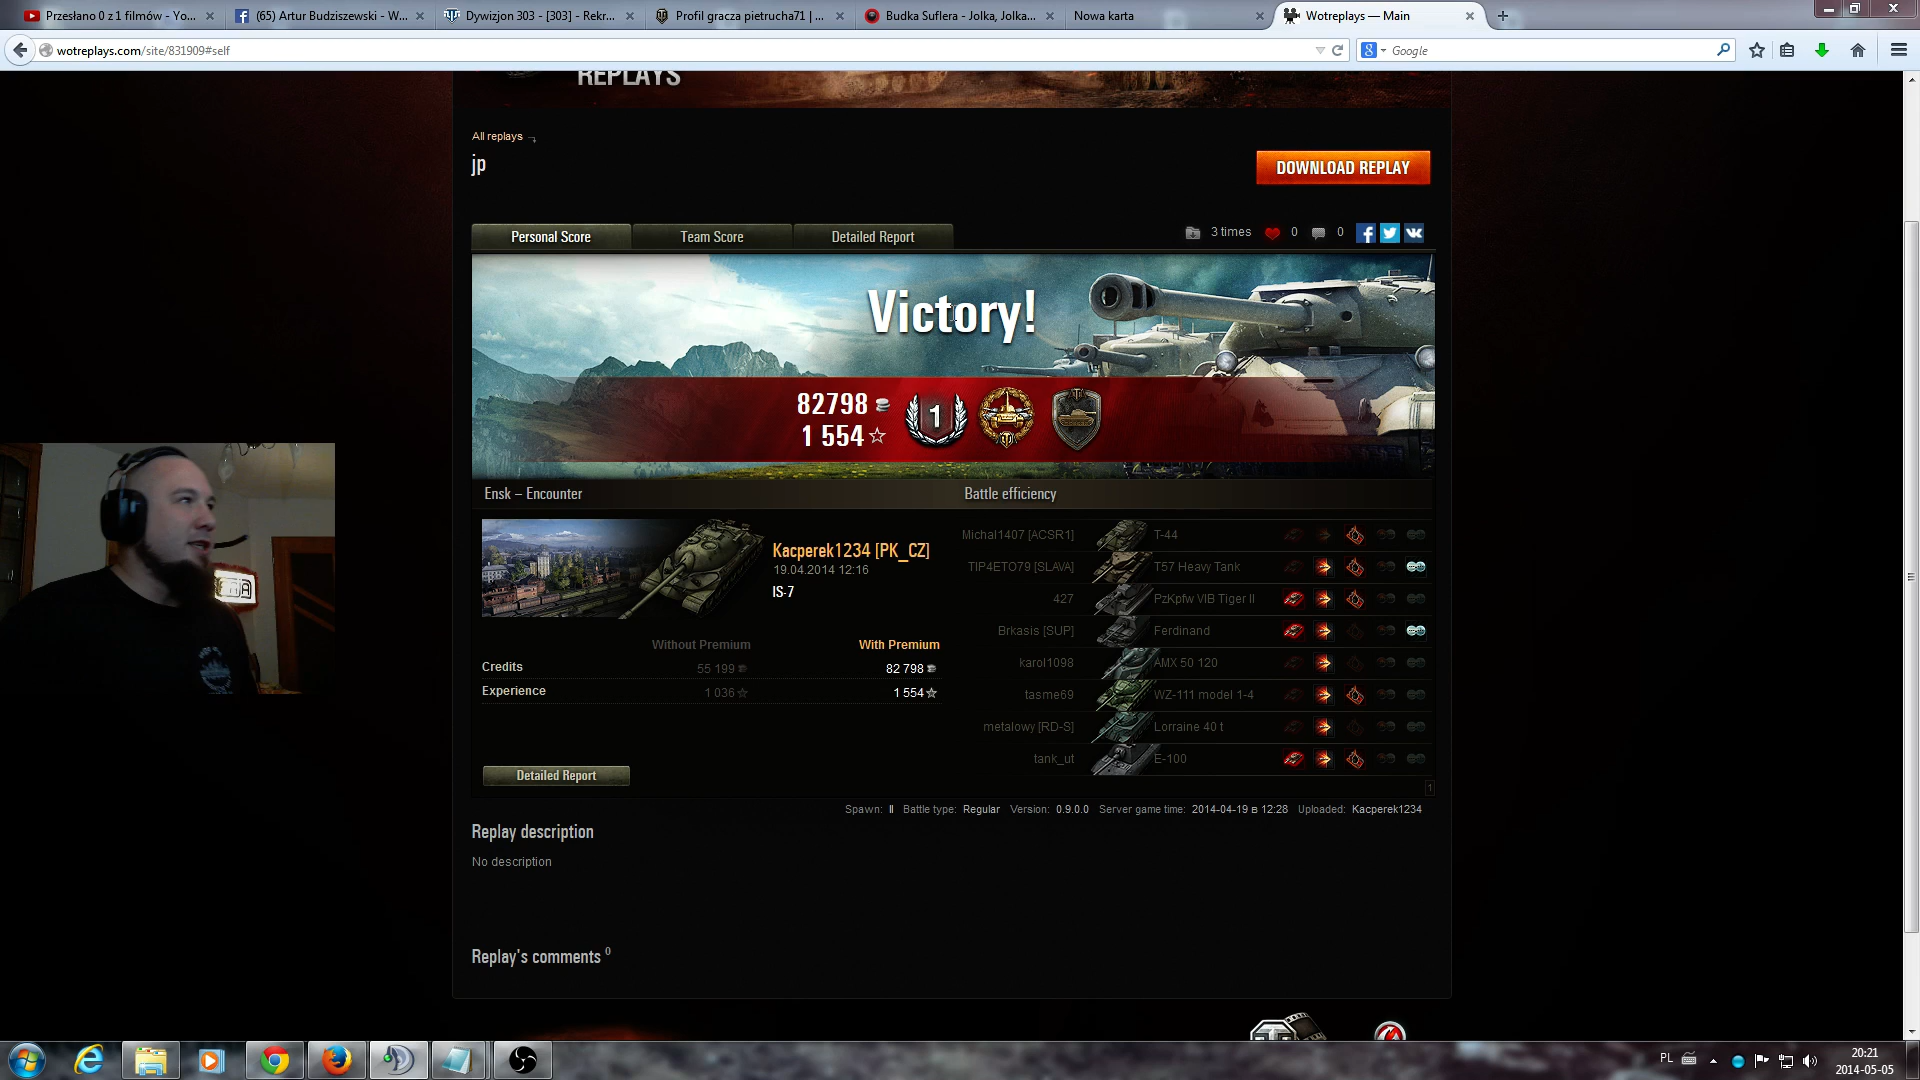 Przesłano 0 z 1 filmów - Yo...
(65) Artur Budziszewski - W...
Dywizjon 303 - [303] - Rekr...
Profil gracza pietrucha71 | ...
Budka Suflera - Jolka, Jolka...
Nowa karta
Wotreplays — Main
wotreplays.com/site/831909#self
Google
REPLAYS
All replays
jp
DOWNLOAD REPLAY
Personal Score
Team Score
Detailed Report
3 times
0
0
Victory!
82798
1 554
1
Ensk – Encounter
Battle efficiency
Kacperek1234 [PK_CZ]
19.04.2014 12:16
IS-7
Without Premium
With Premium
Credits
55 199
82 798
Experience
1 036
1 554
Detailed Report
Michal1407 [ACSR1] T-44
TIP4ETO79 [SLAVA] T57 Heavy Tank
427 PzKpfw VIB Tiger II
Brkasis [SUP] Ferdinand
karol1098 AMX 50 120
tasme69 WZ-111 model 1-4
metalowy [RD-S] Lorraine 40 t
tank_ut E-100
1
Spawn: II Battle type: Regular Version: 0.9.0.0 Server game time: 2014-04-19 в 12:28 Uploaded: Kacperek1234
Replay description
No description
Replay's comments 0
PL
20:21
2014-05-05